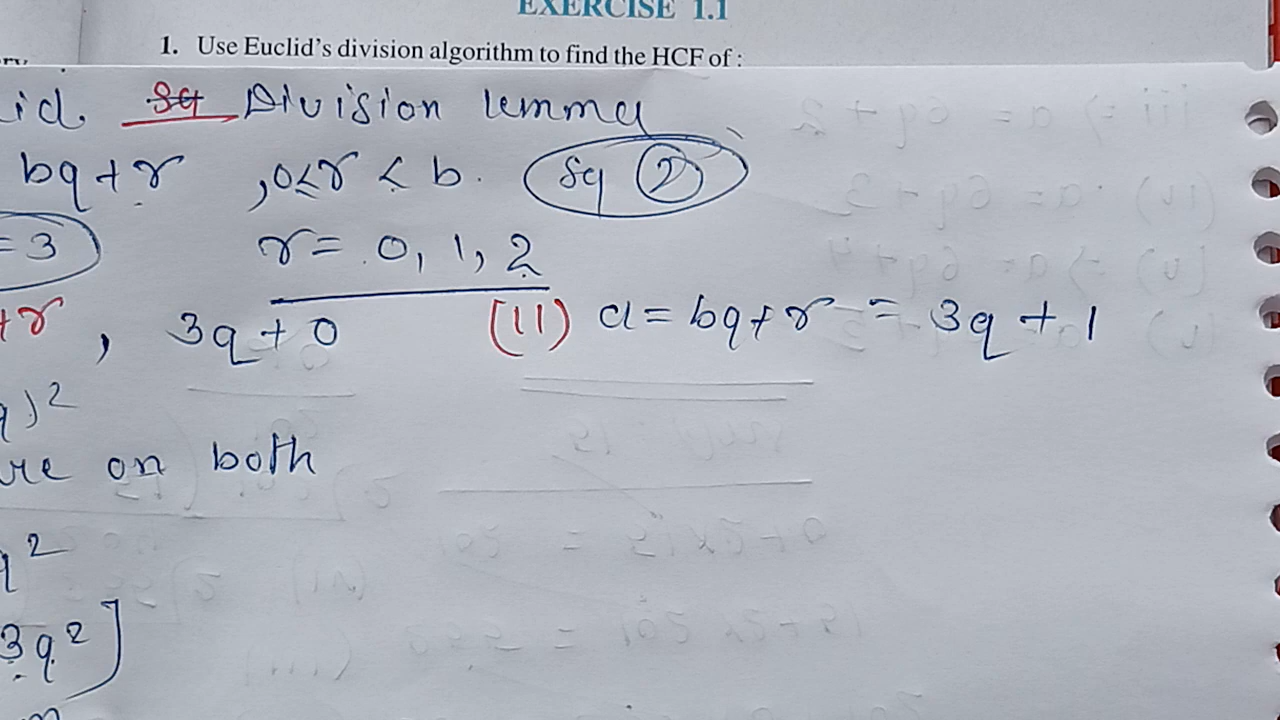 EXERCISE 1.1
1. Use Euclid's division algorithm to find the HCF of :
id. Division lemma
bq + r , 0 ≤ r < b. Sq 2
= 3 r = 0, 1, 2
+ r , 3q + 0 (II) a = bq + r = 3q + 1
q)²
re on both
q²
3q²]